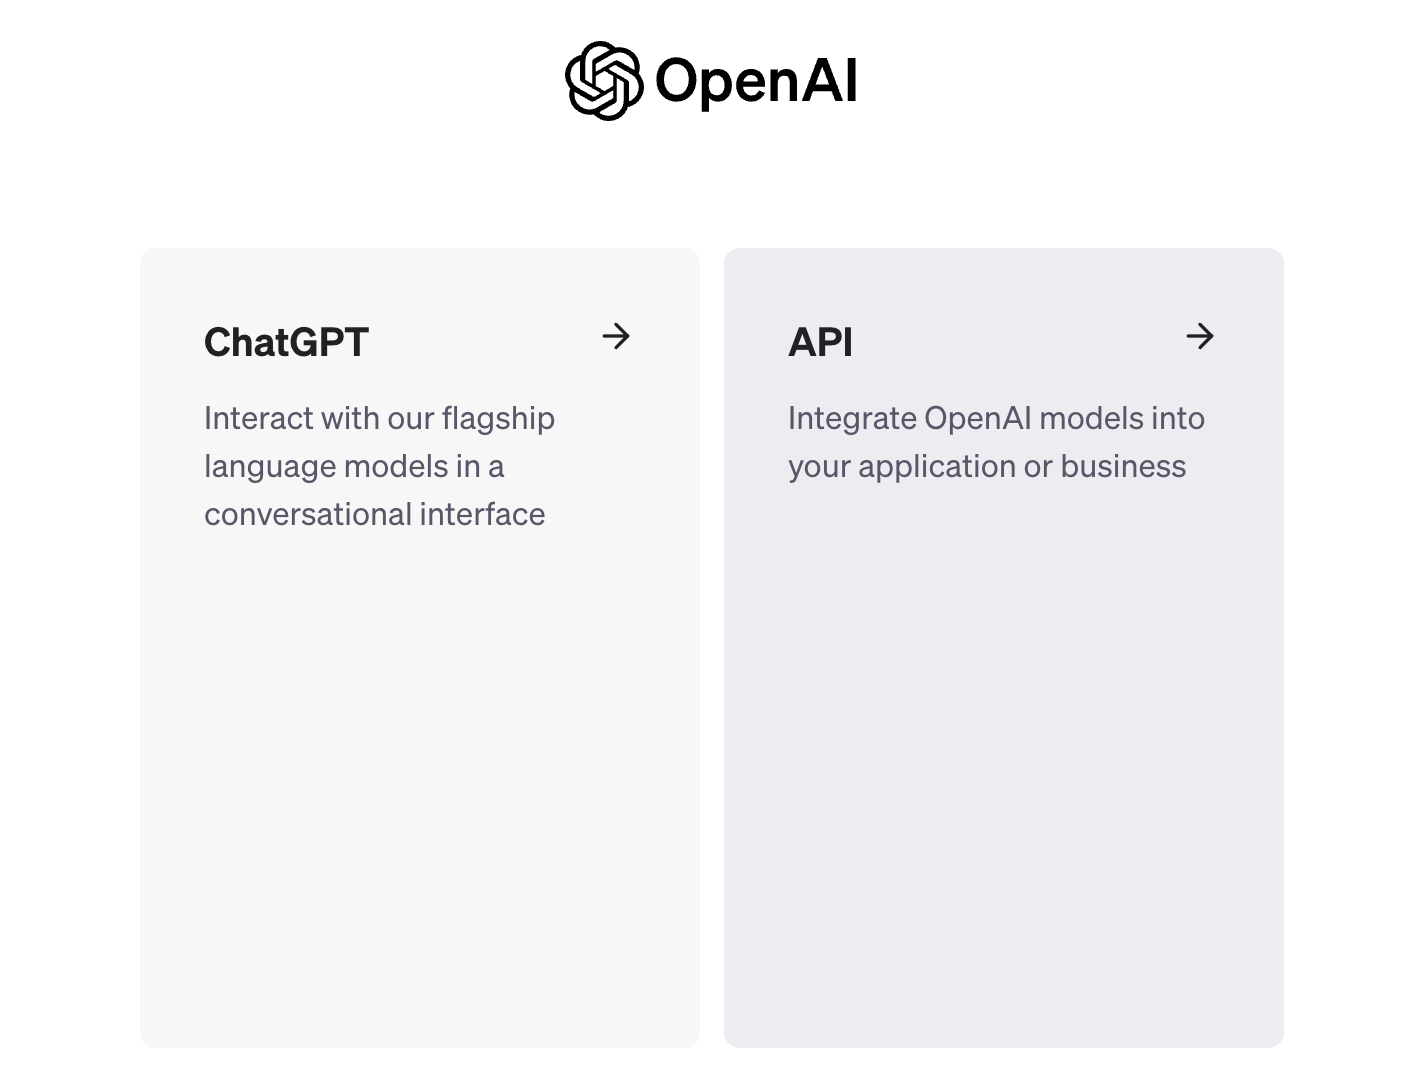 OpenAI
ChatGPT
Interact with our flagship
language models in a
conversational interface
API
Integrate OpenAI models into
your application or business